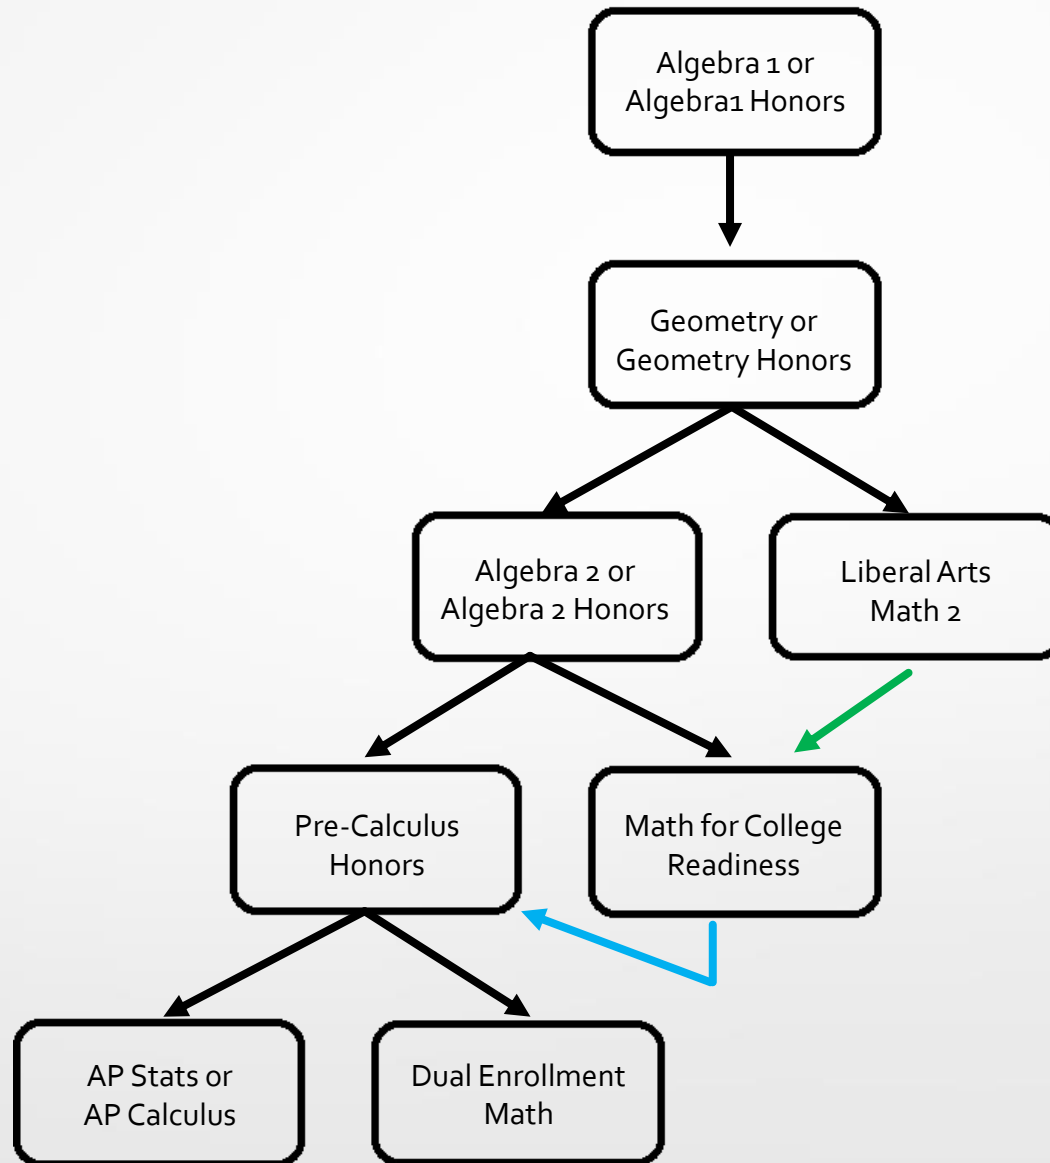 Algebra 1 or
Algebra1 Honors
Geometry or
Geometry Honors
Algebra 2 or
Algebra 2 Honors
Liberal Arts
Math 2
Pre-Calculus
Honors
Math for College
Readiness
AP Stats or
AP Calculus
Dual Enrollment
Math